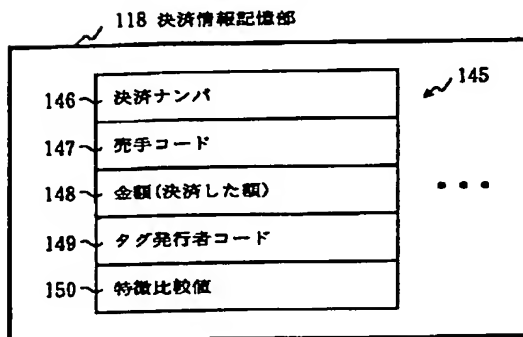 118 決済情報記憶部
145
146 決済ナンバ
147 売手コード
148 金額(決済した額)
149 タグ発行者コード
150 特徴比較値